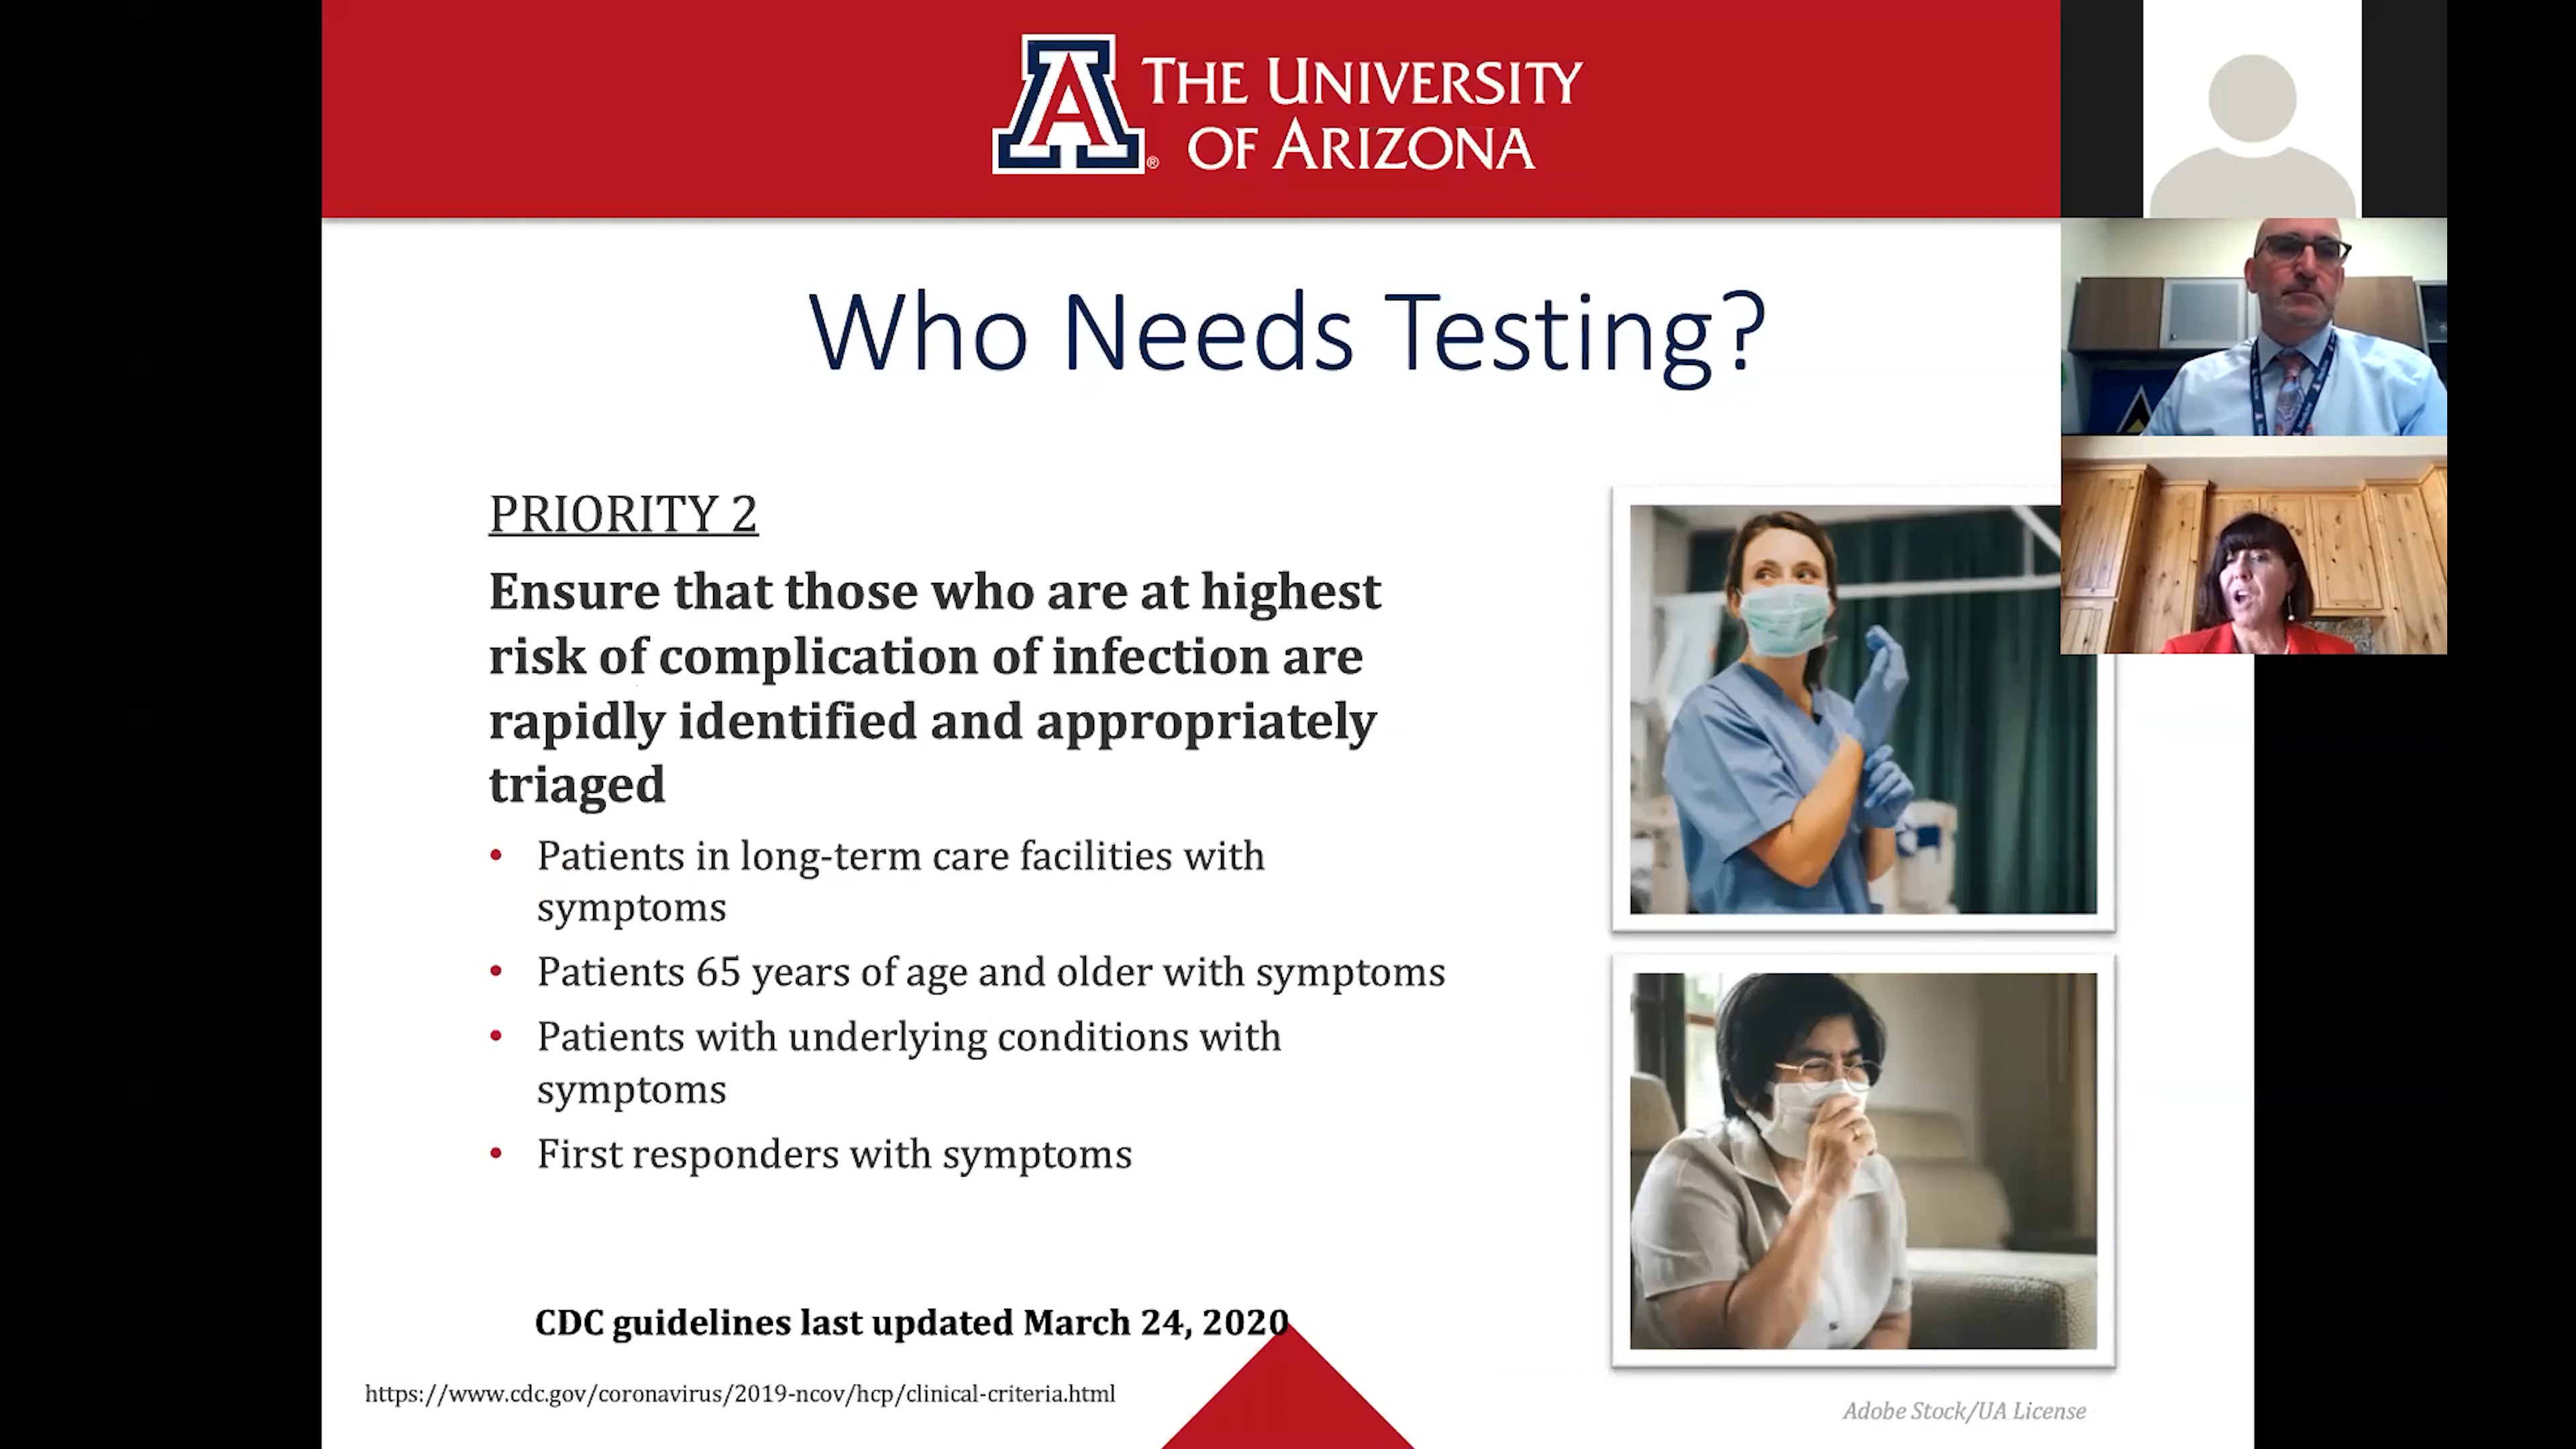 THE UNIVERSITY
OF ARIZONA
A
®
Who Needs Testing?
PRIORITY 2
Ensure that those who are at highest
risk of complication of infection are
rapidly identified and appropriately
triaged
• Patients in long-term care facilities with
symptoms
• Patients 65 years of age and older with symptoms
• Patients with underlying conditions with
symptoms
• First responders with symptoms
CDC guidelines last updated March 24, 2020
https://www.cdc.gov/coronavirus/2019-ncov/hcp/clinical-criteria.html
Adobe Stock/UA License